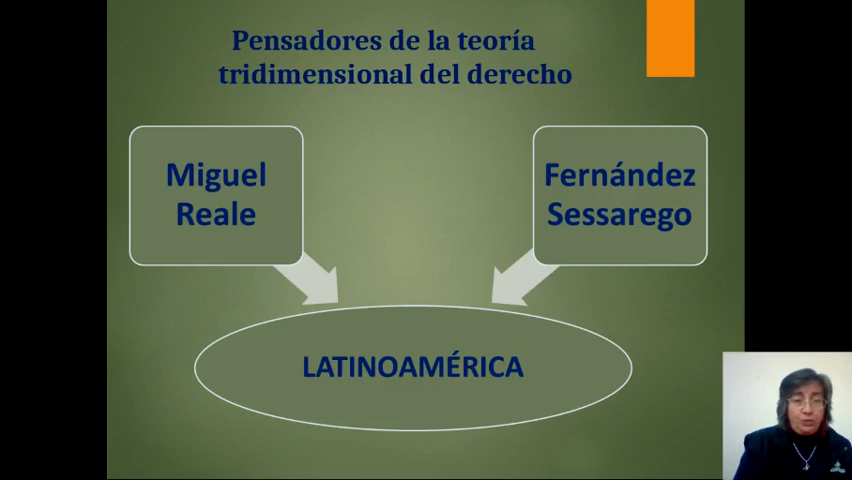 Pensadores de la teoría
tridimensional del derecho
Miguel
Reale
Fernández
Sessarego
LATINOAMÉRICA